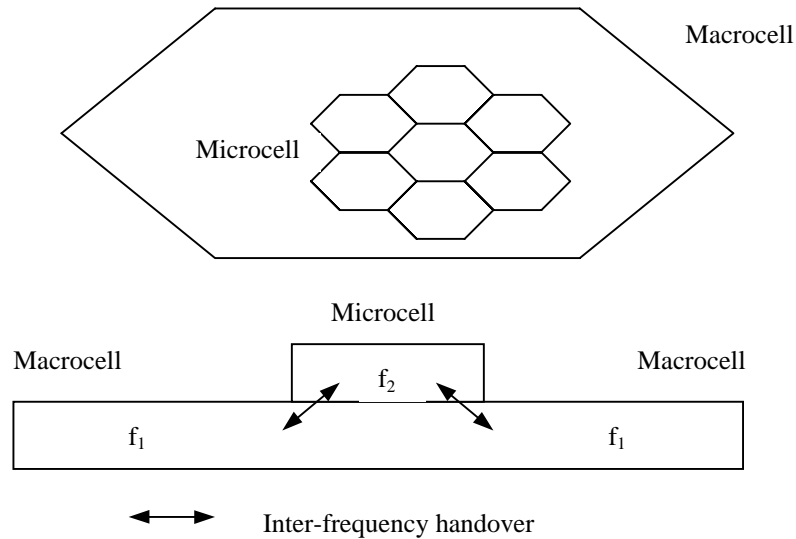 Macrocell
Microcell
Microcell
Macrocell
Macrocell
f2
f1
f1
Inter-frequency handover